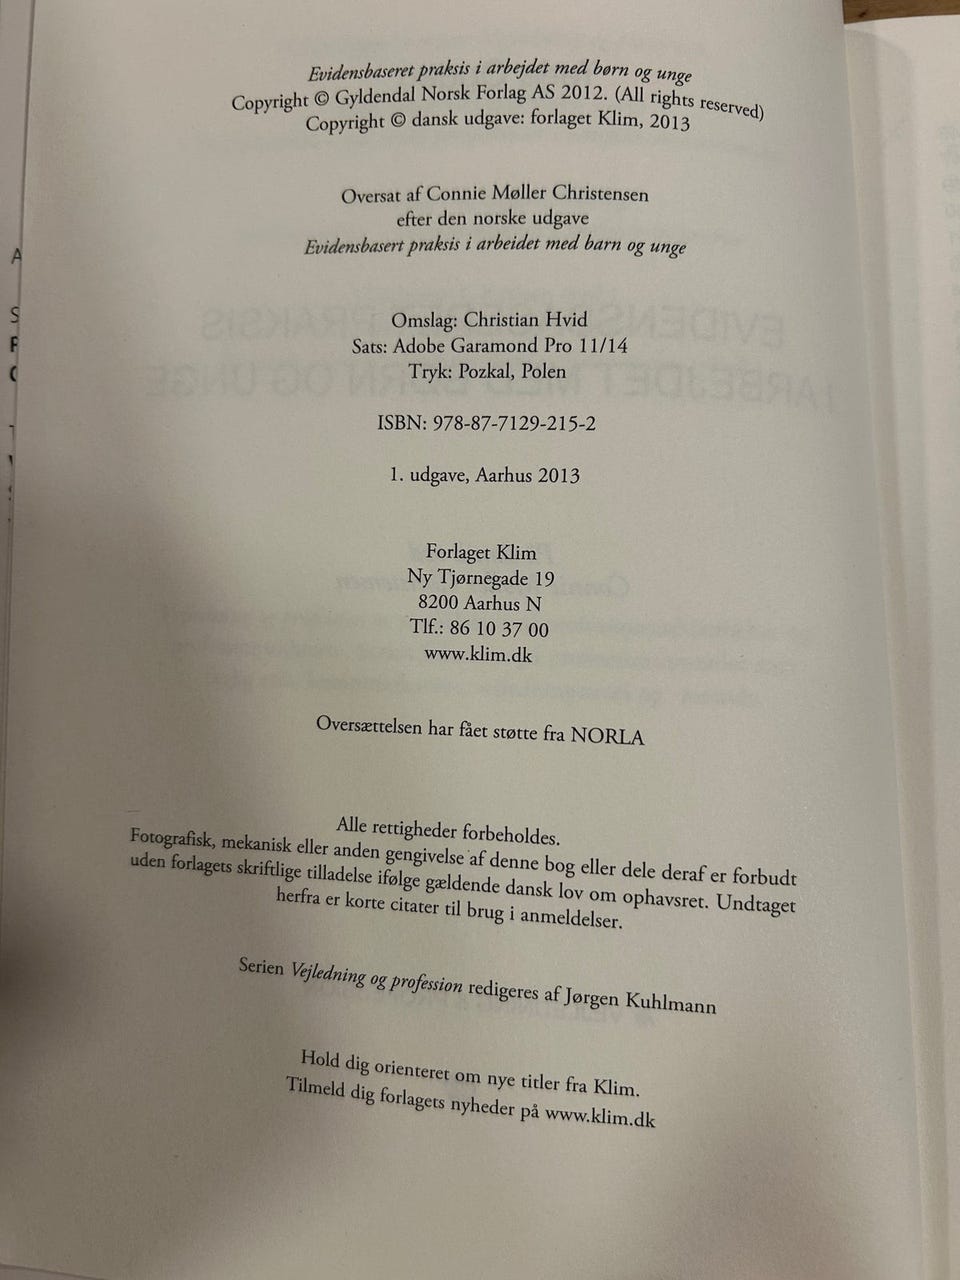 Evidensbaseret praksis i arbejdet med børn og unge
Copyright © Gyldendal Norsk Forlag AS 2012. (All rights reserved)
Copyright © dansk udgave: forlaget Klim, 2013
Oversat af Connie Møller Christensen
efter den norske udgave
Evidensbasert praksis i arbeidet med barn og unge
Omslag: Christian Hvid
Sats: Adobe Garamond Pro 11/14
Tryk: Pozkal, Polen
ISBN: 978-87-7129-215-2
1. udgave, Aarhus 2013
Forlaget Klim
Ny Tjørnegade 19
8200 Aarhus N
Tlf.: 86 10 37 00
www.klim.dk
Oversættelsen har fået støtte fra NORLA
Alle rettigheder forbeholdes.
Fotografisk, mekanisk eller anden gengivelse af denne bog eller dele deraf er forbudt
uden forlagets skriftlige tilladelse ifølge gældende dansk lov om ophavsret. Undtaget
herfra er korte citater til brug i anmeldelser.
Serien Vejledning og profession redigeres af Jørgen Kuhlmann
Hold dig orienteret om nye titler fra Klim.
Tilmeld dig forlagets nyheder på www.klim.dk